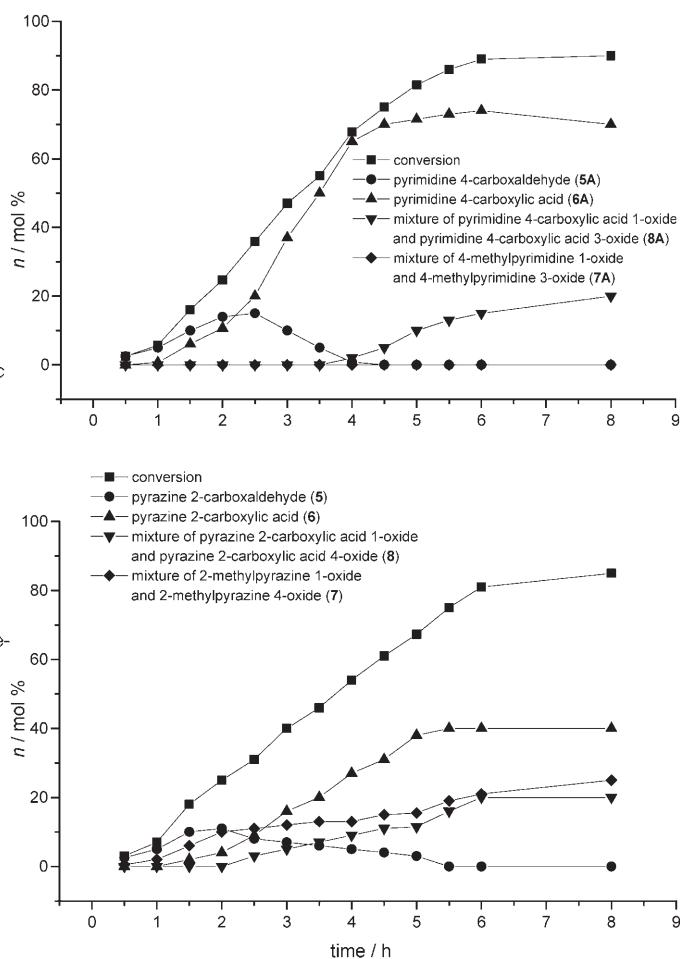 100
80
60
40
20
0
n / mol %
conversion
pyrimidine 4-carboxaldehyde (5A)
pyrimidine 4-carboxylic acid (6A)
mixture of pyrimidine 4-carboxylic acid 1-oxide
and pyrimidine 4-carboxylic acid 3-oxide (8A)
mixture of 4-methylpyrimidine 1-oxide
and 4-methylpyrimidine 3-oxide (7A)
0 1 2 3 4 5 6 7 8 9
conversion
pyrazine 2-carboxaldehyde (5)
pyrazine 2-carboxylic acid (6)
mixture of pyrazine 2-carboxylic acid 1-oxide
and pyrazine 2-carboxylic acid 4-oxide (8)
mixture of 2-methylpyrazine 1-oxide
and 2-methylpyrazine 4-oxide (7)
100
80
60
40
20
0
n / mol %
0 1 2 3 4 5 6 7 8 9
time / h